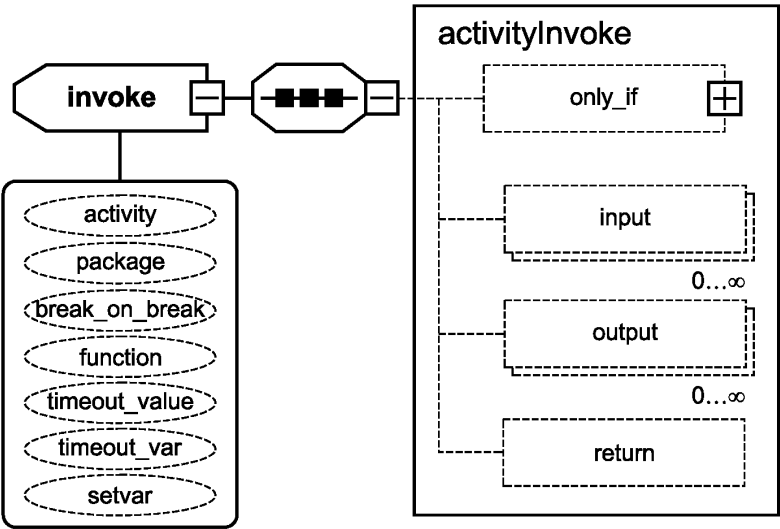 activityInvoke
invoke
only_if
activity
package
break_on_break
function
timeout_value
timeout_var
setvar
input
0...∞
output
0...∞
return